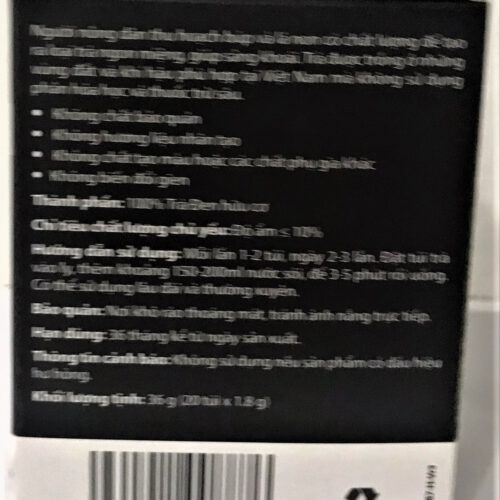 Người nông dân thu hoạch búp và lá non có chất lượng để tạo
ra hơi trà ngon miệng, giúp sảng khoái. Trà được trồng ở những
vùng đất và khí hậu phù hợp tại Việt Nam mà không sử dụng
phân hóa học và thuốc trừ sâu.
• Không chất bảo quản
• Không hương liệu nhân tạo
• Không chất tạo màu hoặc các chất phụ gia khác
• Không biến đổi gien
Thành phần: 100% Trà Đen hữu cơ
Chỉ tiêu chất lượng chủ yếu: Độ ẩm ≤ 10%
Hướng dẫn sử dụng: Mỗi lần 1-2 túi, ngày 2-3 lần. Đặt túi trà
vào ly, thêm khoảng 150-200ml nước sôi, để 3-5 phút rồi uống.
Có thể sử dụng lâu dài và thường xuyên.
Bảo quản: Nơi khô ráo thoáng mát, tránh ánh nắng trực tiếp.
Hạn dùng: 36 tháng kể từ ngày sản xuất.
Thông tin cảnh báo: Không sử dụng nếu sản phẩm có dấu hiệu
hư hỏng.
Khối lượng tịnh: 36 g (20 túi x 1.8 g)